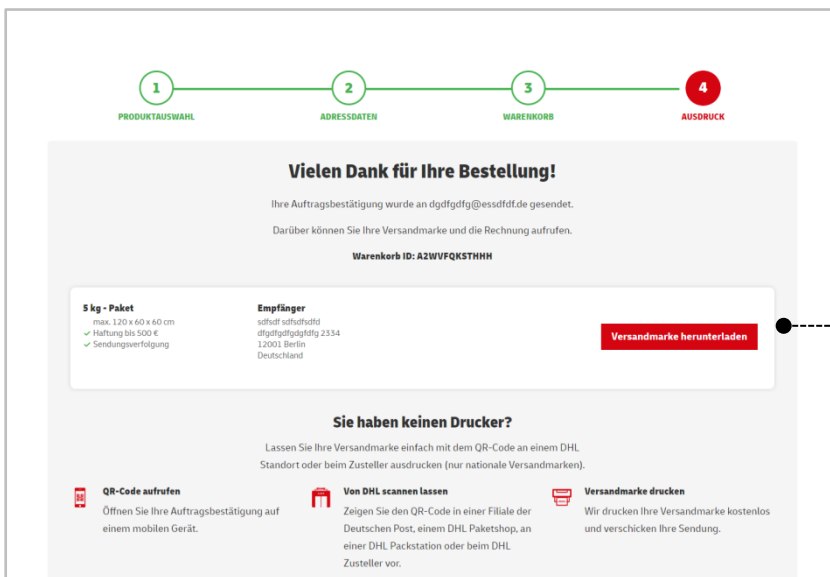 1
2
3
4
PRODUKTAUSWAHL
ADRESSDATEN
WARENKORB
AUSDRUCK
Vielen Dank für Ihre Bestellung!
Ihre Auftragsbestätigung wurde an dgdfgdfg@essdfdf.de gesendet.
Darüber können Sie Ihre Versandmarke und die Rechnung aufrufen.
Warenkorb ID: A2WVFQKSTHHH
5 kg - Paket
max. 120 x 60 x 60 cm
Haftung bis 500 €
Sendungsverfolgung
Empfänger
sdfsdf sdfsdfsdfd
dfgdfgdfgdgfdfg 2334
12001 Berlin
Deutschland
Versandmarke herunterladen
Sie haben keinen Drucker?
Lassen Sie Ihre Versandmarke einfach mit dem QR-Code an einem DHL
Standort oder beim Zusteller ausdrucken (nur nationale Versandmarken).
QR-Code aufrufen
Öffnen Sie Ihre Auftragsbestätigung auf
einem mobilen Gerät.
Von DHL scannen lassen
Zeigen Sie den QR-Code in einer Filiale der
Deutschen Post, einem DHL Paketshop, an
einer DHL Packstation oder beim DHL
Zusteller vor.
Versandmarke drucken
Wir drucken Ihre Versandmarke kostenlos
und verschicken Ihre Sendung.